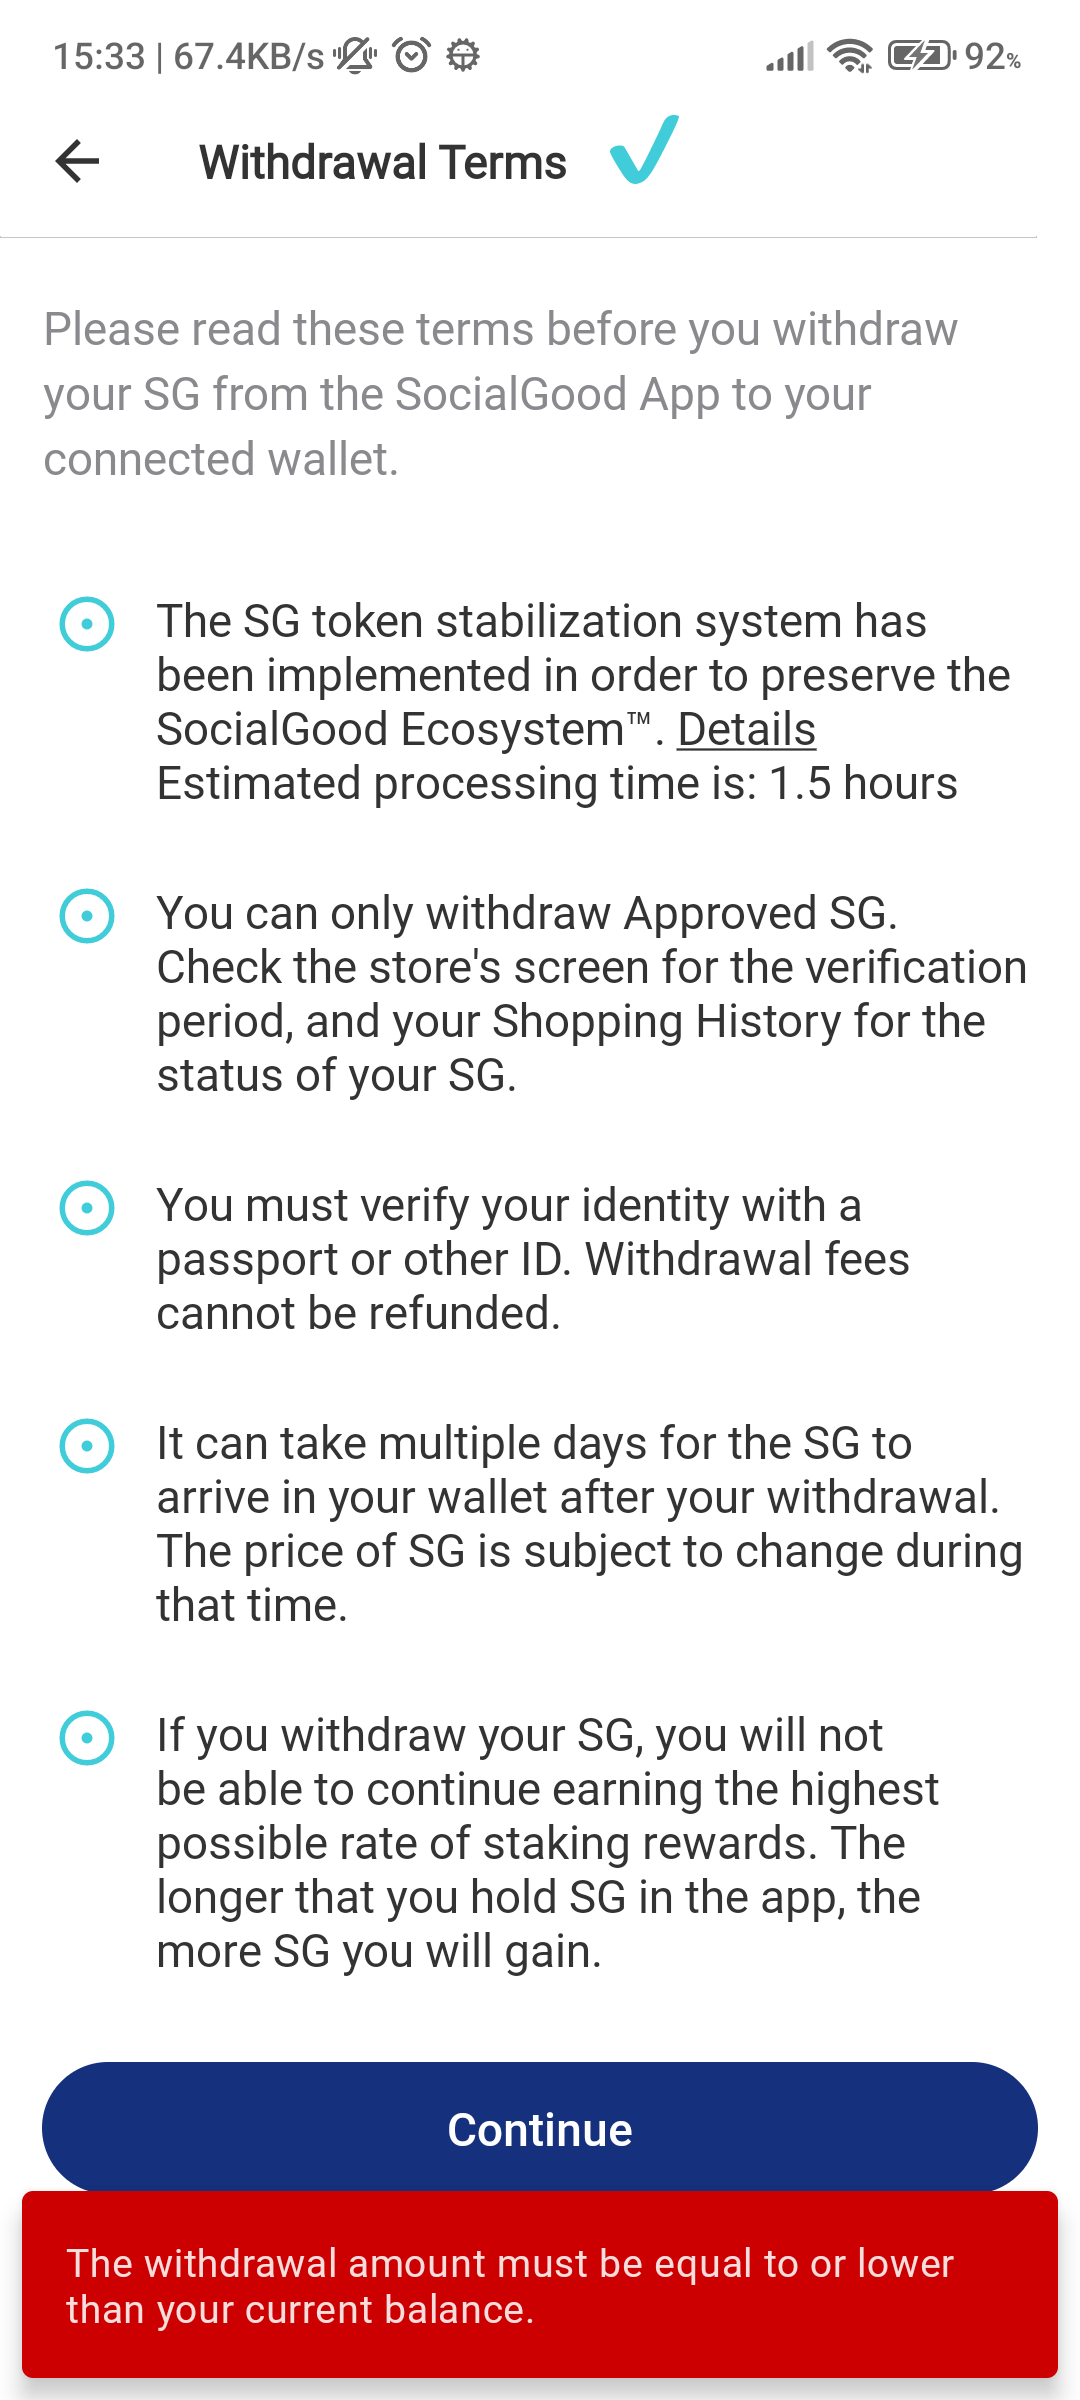 15:33 | 67.4KB/s 92%
Withdrawal Terms
Please read these terms before you withdraw
your SG from the SocialGood App to your
connected wallet.
The SG token stabilization system has
been implemented in order to preserve the
SocialGood Ecosystem™. Details
Estimated processing time is: 1.5 hours
You can only withdraw Approved SG.
Check the store's screen for the verification
period, and your Shopping History for the
status of your SG.
You must verify your identity with a
passport or other ID. Withdrawal fees
cannot be refunded.
It can take multiple days for the SG to
arrive in your wallet after your withdrawal.
The price of SG is subject to change during
that time.
If you withdraw your SG, you will not
be able to continue earning the highest
possible rate of staking rewards. The
longer that you hold SG in the app, the
more SG you will gain.
Continue
The withdrawal amount must be equal to or lower
than your current balance.